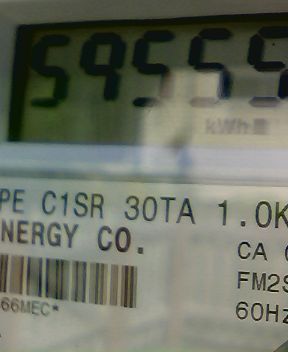 59555
kWh
PE C1SR 30TA 1.0K
NERGY CO.
CA
FM2S
66MEC*
60Hz